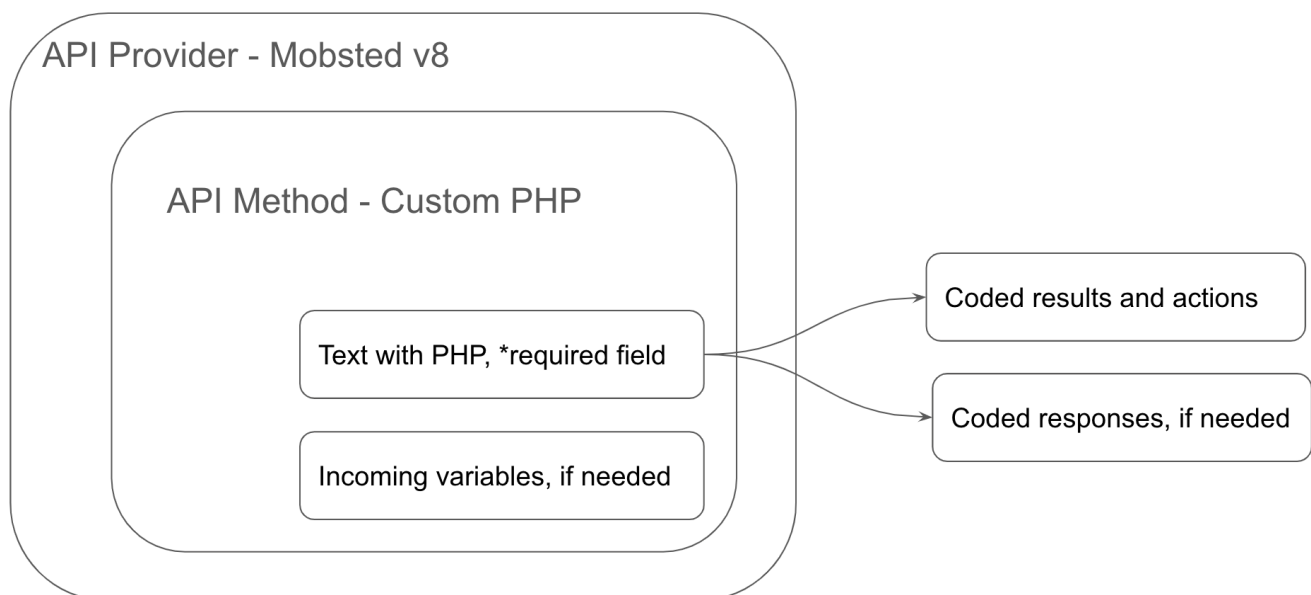 API Provider - Mobsted v8
API Method - Custom PHP
Text with PHP, *required field
Incoming variables, if needed
Coded results and actions
Coded responses, if needed